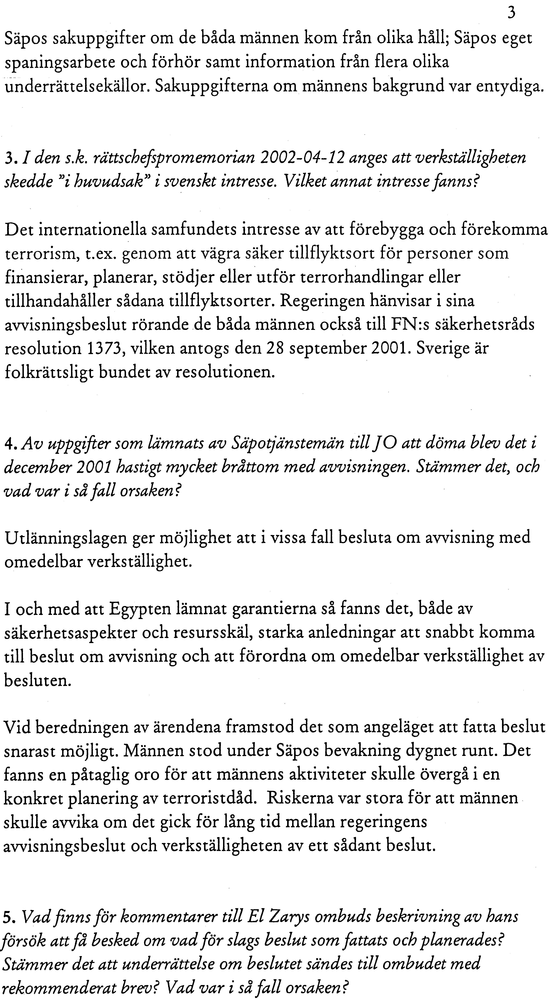 3
Säpos sakuppgifter om de båda männen kom från olika håll; Säpos eget
spaningsarbete och förhör samt information från flera olika
underrättelsekällor. Sakuppgifterna om männens bakgrund var entydiga.
3. I den s.k. rättschefspromemorian 2002-04-12 anges att verkställigheten
skedde ”i huvudsak” i svenskt intresse. Vilket annat intresse fanns?
Det internationella samfundets intresse av att förebygga och förekomma
terrorism, t.ex. genom att vägra säker tillflyktsort för personer som
finansierar, planerar, stödjer eller utför terrorhandlingar eller
tillhandahåller sådana tillflyktsorter. Regeringen hänvisar i sina
avvisningsbeslut rörande de båda männen också till FN:s säkerhetsråds
resolution 1373, vilken antogs den 28 september 2001. Sverige är
folkrättsligt bundet av resolutionen.
4. Av uppgifter som lämnats av Säpotjänstemän till JO att döma blev det i
december 2001 hastigt mycket bråttom med avvisningen. Stämmer det, och
vad var i så fall orsaken?
Utlänningslagen ger möjlighet att i vissa fall besluta om avvisning med
omedelbar verkställighet.
I och med att Egypten lämnat garantierna så fanns det, både av
säkerhetsaspekter och resursskäl, starka anledningar att snabbt komma
till beslut om avvisning och att förordna om omedelbar verkställighet av
besluten.
Vid beredningen av ärendena framstod det som angeläget att fatta beslut
snarast möjligt. Männen stod under Säpos bevakning dygnet runt. Det
fanns en påtaglig oro för att männens aktiviteter skulle övergå i en
konkret planering av terroristdåd. Riskerna var stora för att männen
skulle avvika om det gick för lång tid mellan regeringens
avvisningsbeslut och verkställigheten av ett sådant beslut.
5. Vad finns för kommentarer till El Zarys ombuds beskrivning av hans
försök att få besked om vad för slags beslut som fattats och planerades?
Stämmer det att underrättelse om beslutet sändes till ombudet med
rekommenderat brev? Vad var i så fall orsaken?